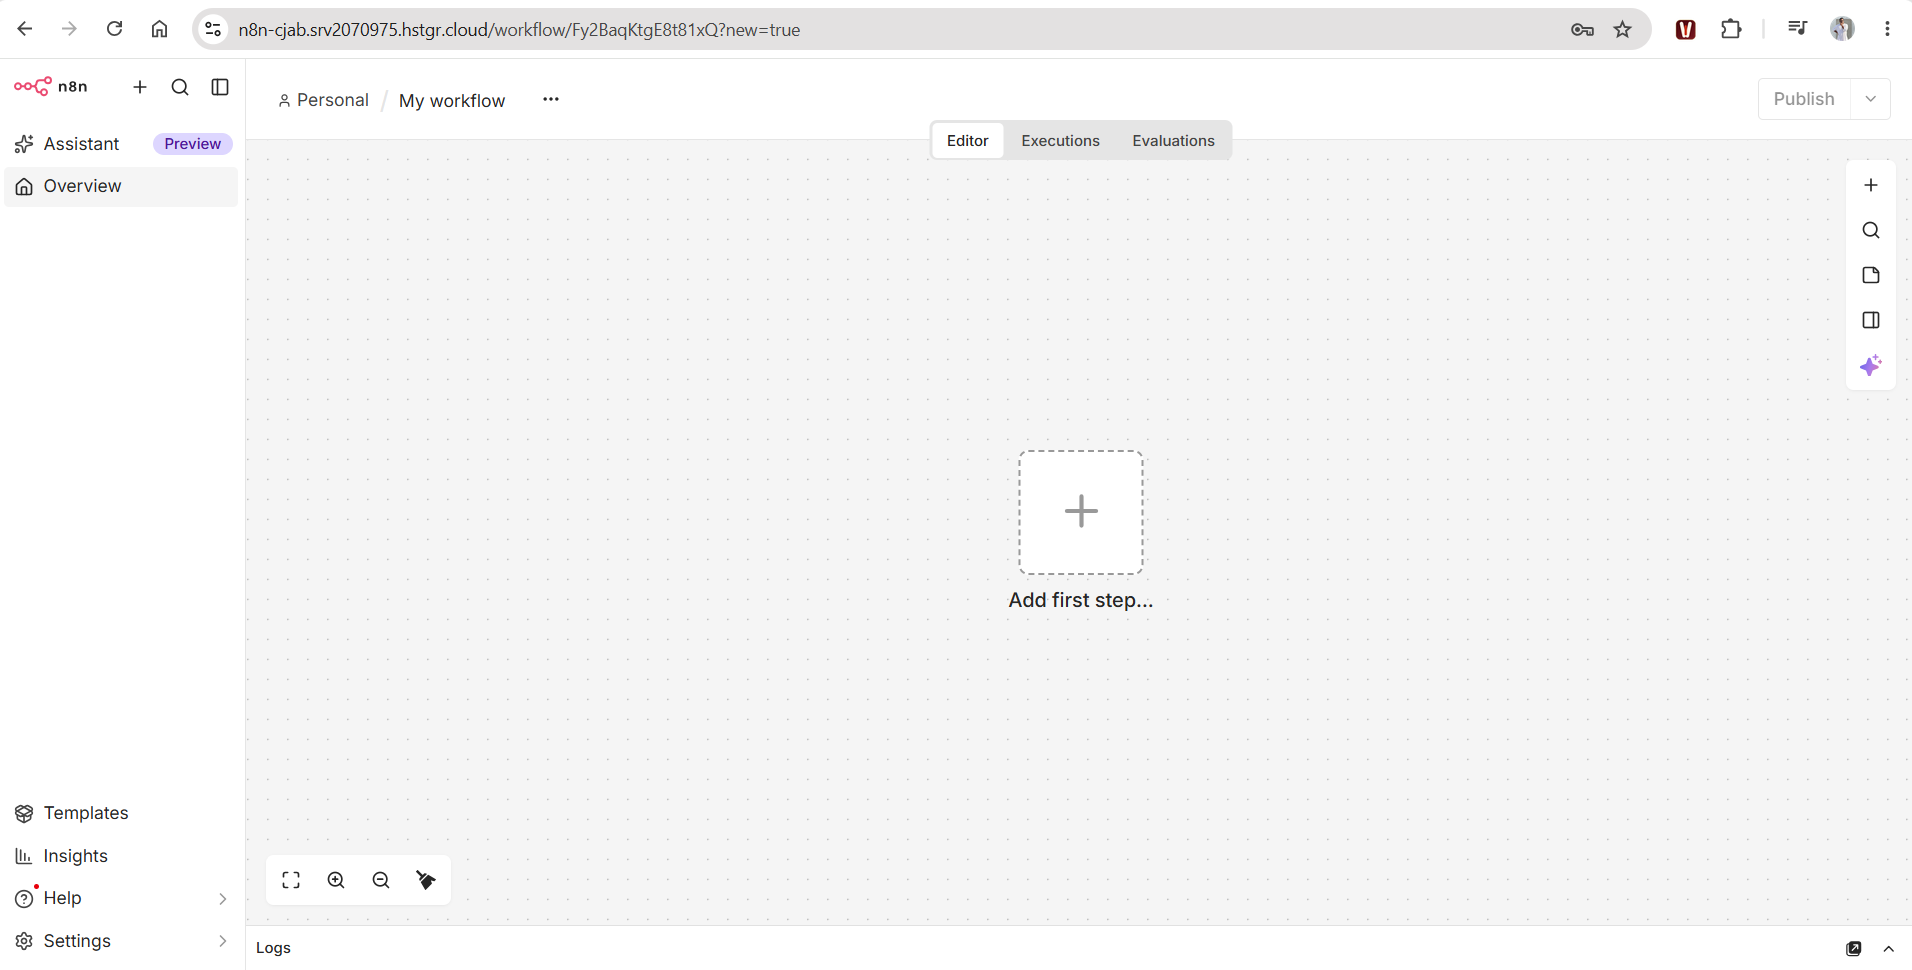 n8n-cjab.srv2070975.hstgr.cloud/workflow/Fy2BaqKtgE8t81xQ?new=true
n8n
Personal / My workflow
Publish
Assistant Preview
Overview
Editor Executions Evaluations
Add first step...
Templates
Insights
Help
Settings
Logs